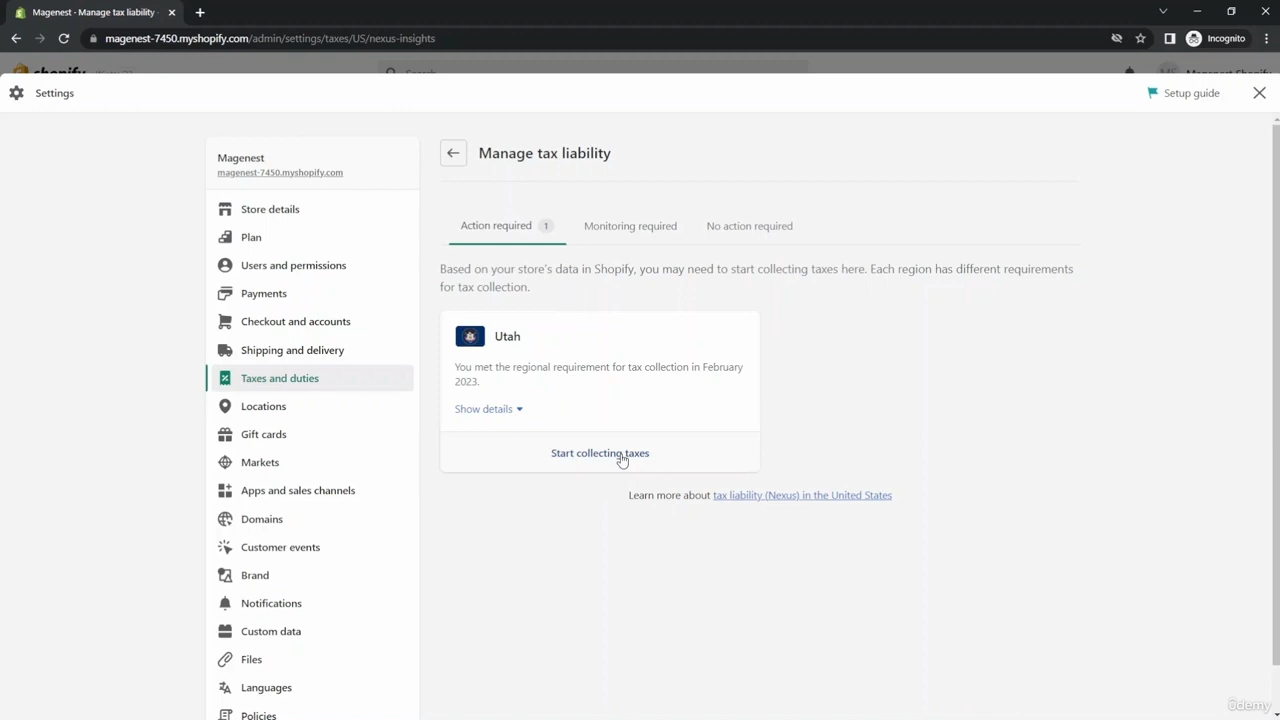 Magenest - Manage tax liability
magenest-7450.myshopify.com/admin/settings/taxes/US/nexus-insights
Incognito
shopify
Search
Magenest Shopify
Settings
Setup guide
Magenest
magenest-7450.myshopify.com
Store details
Plan
Users and permissions
Payments
Checkout and accounts
Shipping and delivery
Taxes and duties
Locations
Gift cards
Markets
Apps and sales channels
Domains
Customer events
Brand
Notifications
Custom data
Files
Languages
Policies
Manage tax liability
Action required 1
Monitoring required
No action required
Based on your store's data in Shopify, you may need to start collecting taxes here. Each region has different requirements
for tax collection.
Utah
You met the regional requirement for tax collection in February
2023.
Show details
Start collecting taxes
Learn more about tax liability (Nexus) in the United States
ûdemy